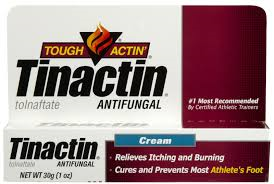 TOUGH ACTIN'
Tinactin®
tolnaftate ANTIFUNGAL
#1 Most Recommended
By Certified Athletic Trainers
Cream
Tinactin®
tolnaftate ANTIFUNGAL
NET WT 30g (1 oz)
• Relieves Itching and Burning
• Cures and Prevents Most Athlete's Foot